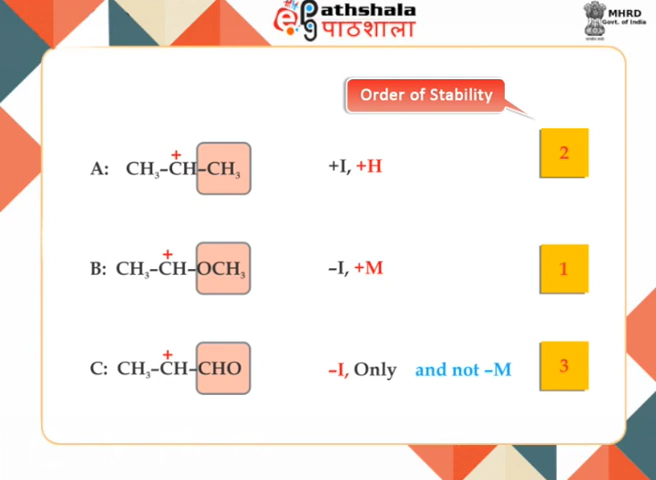 ePgathshala
पाठशाला
MHRD
Govt. of India
Order of Stability
A: CH₃–C⁺H–CH₃ +I, +H 2
B: CH₃–C⁺H–OCH₃ –I, +M 1
C: CH₃–C⁺H–CHO –I, Only and not –M 3